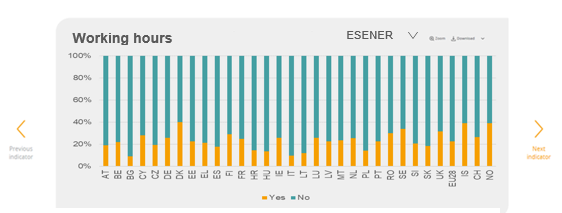 Working hours
ESENER
Zoom
Download
100%
80%
60%
40%
20%
0%
AT BE BG CY CZ DE DK EE EL ES FI FR HR HU IE IT LT LU LV MT NL PL PT RO SE SI SK UK EU28 IS CH NO
Yes No
Previous
indicator
Next
indicator